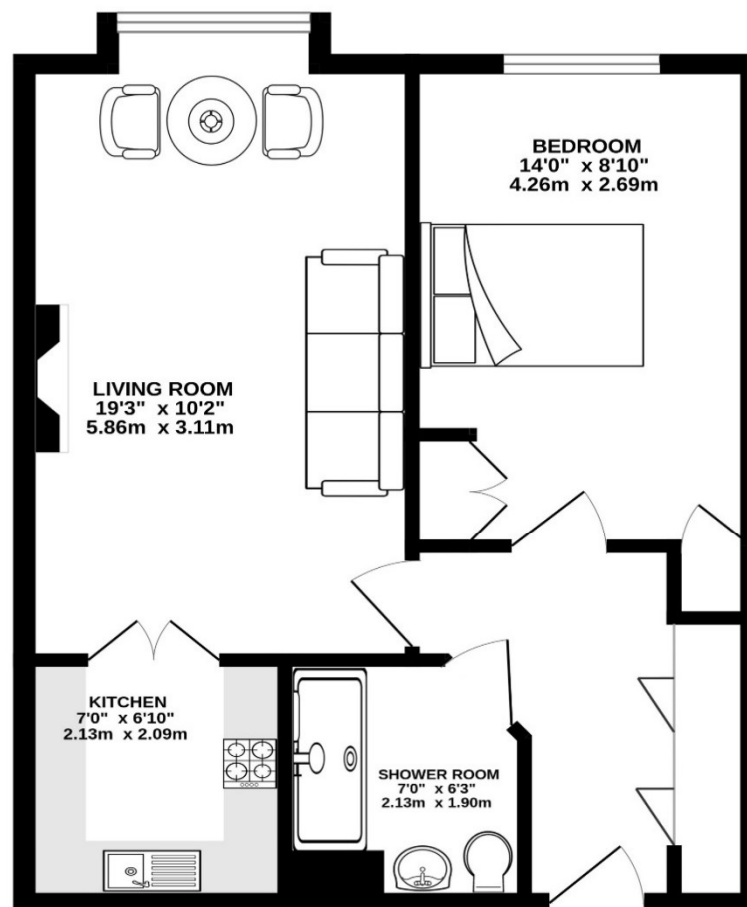 BEDROOM
14'0" x 8'10"
4.26m x 2.69m
LIVING ROOM
19'3" x 10'2"
5.86m x 3.11m
KITCHEN
7'0" x 6'10"
2.13m x 2.09m
SHOWER ROOM
7'0" x 6'3"
2.13m x 1.90m